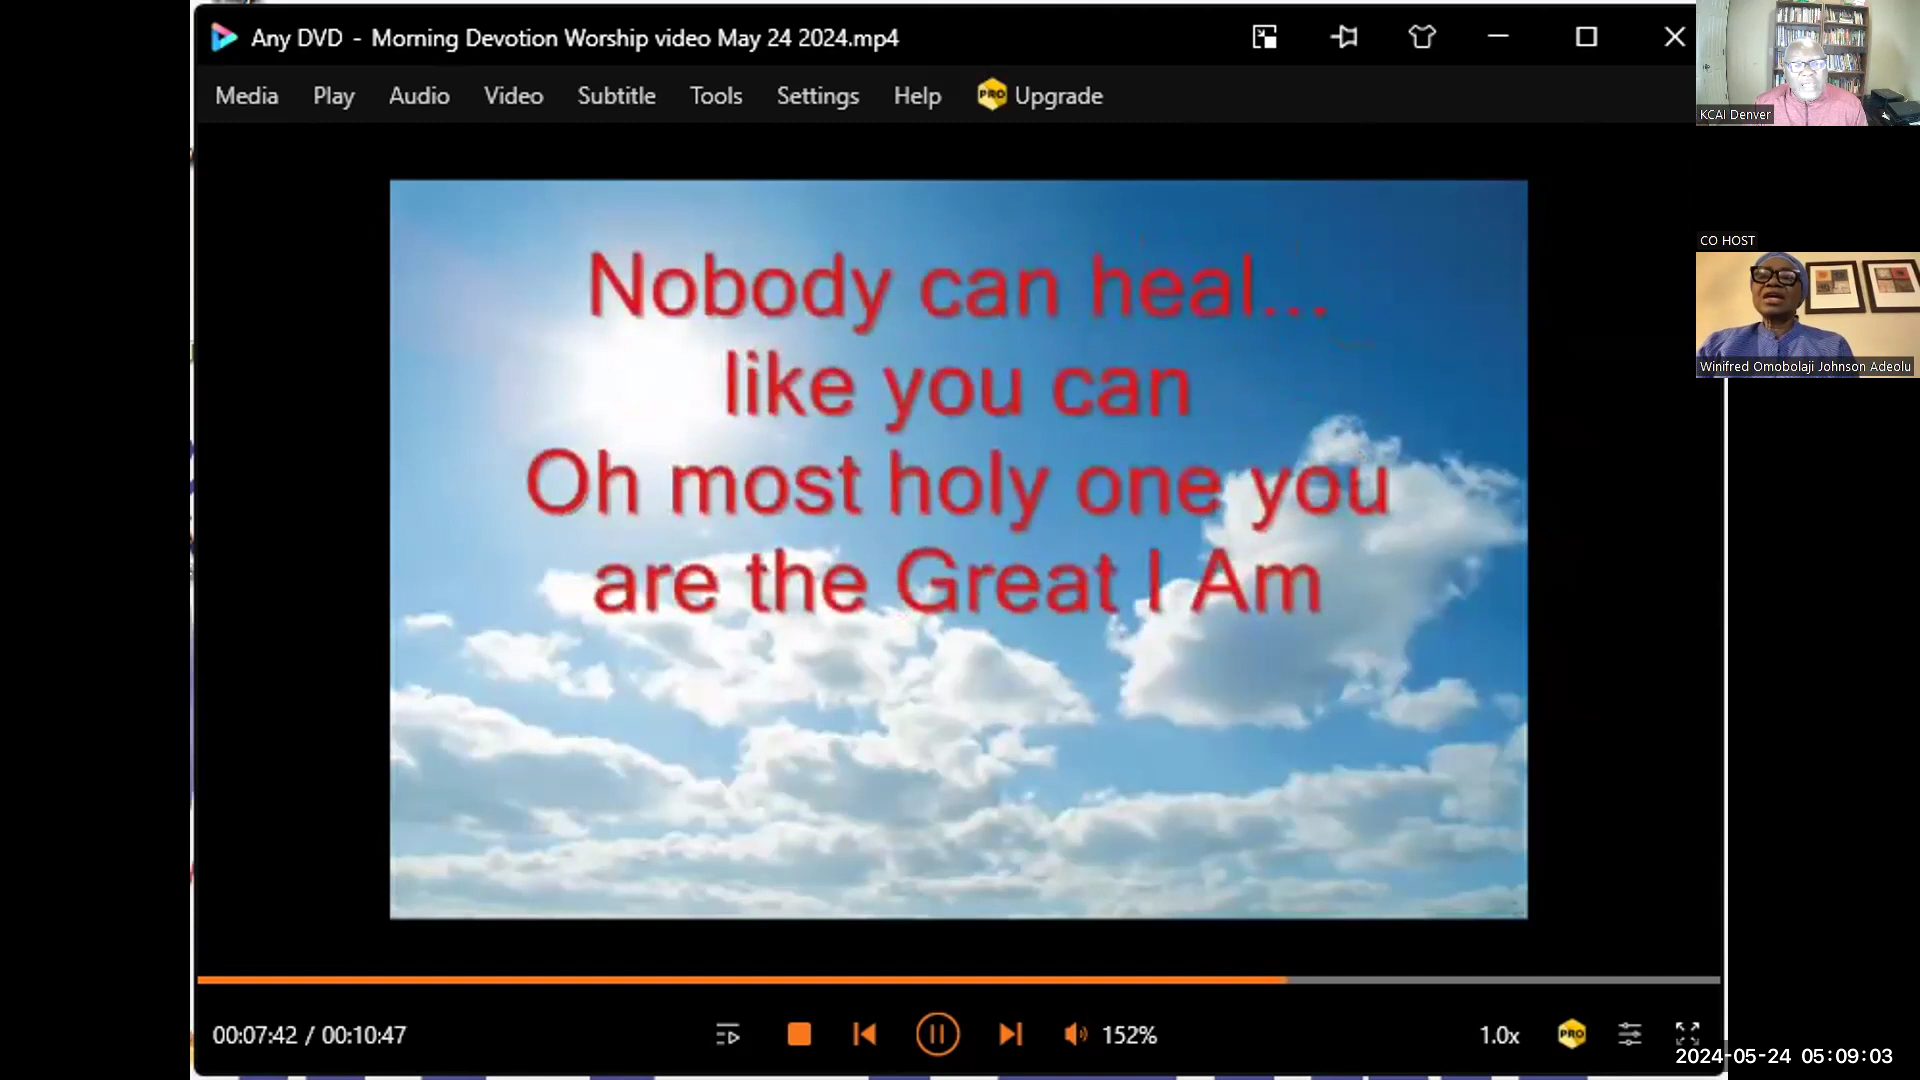 Any DVD - Morning Devotion Worship video May 24 2024.mp4
Media Play Audio Video Subtitle Tools Settings Help PRO Upgrade
KCAI Denver
CO HOST
Winifred Omobolaji Johnson Adeolu
Nobody can heal...
like you can
Oh most holy one you
are the Great I Am
00:07:42 / 00:10:47
152%
1.0x
PRO
2024-05-24 05:09:03